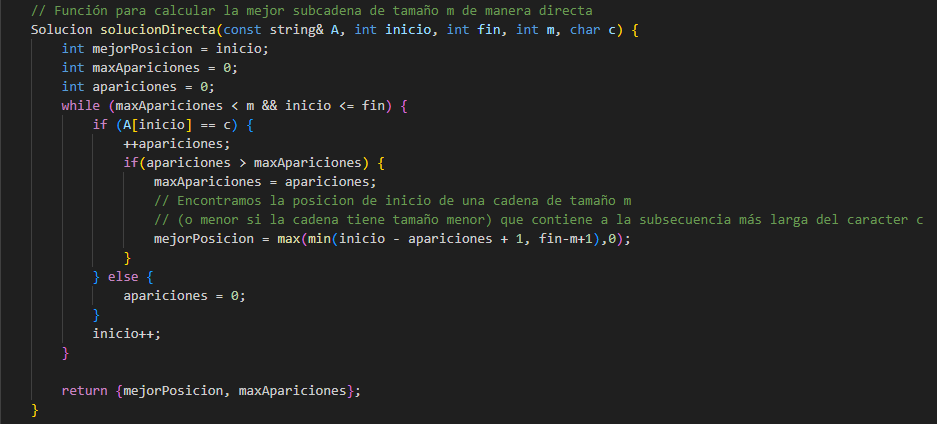 // Función para calcular la mejor subcadena de tamaño m de manera directa
Solucion solucionDirecta(const string& A, int inicio, int fin, int m, char c) {
    int mejorPosicion = inicio;
    int maxApariciones = 0;
    int apariciones = 0;
    while (maxApariciones < m && inicio <= fin) {
        if (A[inicio] == c) {
            ++apariciones;
            if(apariciones > maxApariciones) {
                maxApariciones = apariciones;
                // Encontramos la posicion de inicio de una cadena de tamaño m
                // (o menor si la cadena tiene tamaño menor) que contiene a la subsecuencia más larga del caracter c
                mejorPosicion = max(min(inicio - apariciones + 1, fin-m+1),0);
            }
        } else {
            apariciones = 0;
        }
        inicio++;
    }

    return {mejorPosicion, maxApariciones};
}